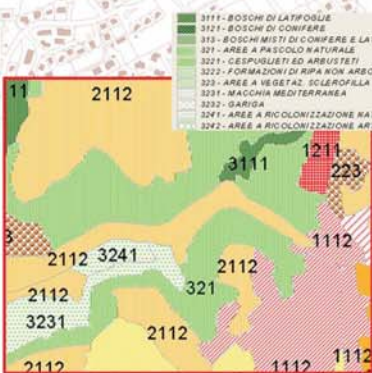 3111 - BOSCHI DI LATIFOGLIE
3121 - BOSCHI DI CONIFERE
313 - BOSCHI MISTI DI CONIFERE E LA
321 - AREE A PASCOLO NATURALE
3221 - CESPUGLIETI ED ARBUSTETI
3222 - FORMAZIONI DI RIPA NON ARBO
323 - AREE A VEGETAZ. SCLEROFILLA
3231 - MACCHIA MEDITERRANEA
3232 - GARIGA
3241 - AREE A RICOLONIZZAZIONE NA
3242 - AREE A RICOLONIZZAZIONE AR
11
2112
3111
1211
223
3
1112
2112
3241
2112
321
2112
3231
2112
2112
1112
1112